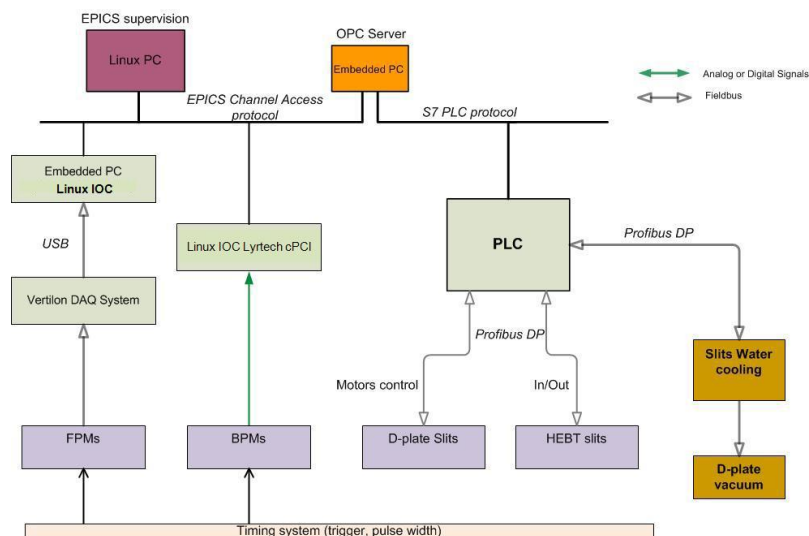 EPICS supervision
OPC Server
Linux PC
Embedded PC
Analog or Digital Signals
Fieldbus
EPICS Channel Access
protocol
S7 PLC protocol
Embedded PC
Linux IOC
USB
Linux IOC Lyrtech cPCI
PLC
Profibus DP
Vertilon DAQ System
Profibus DP
Slits Water
cooling
Motors control
In/Out
FPMs
BPMs
D-plate Slits
HEBT slits
D-plate
vacuum
Timing system (trigger, pulse width)